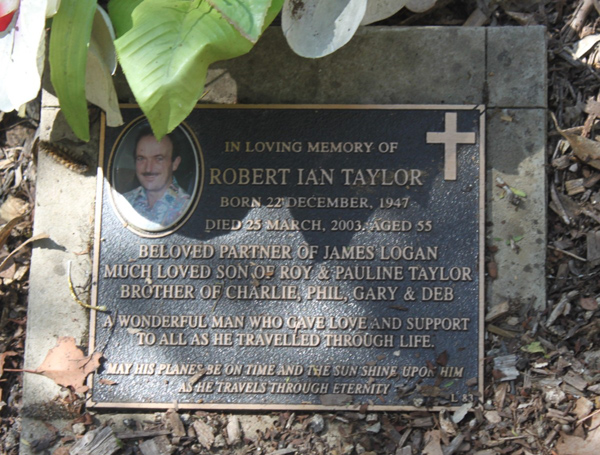 IN LOVING MEMORY OF
ROBERT IAN TAYLOR
BORN 22 DECEMBER, 1947
DIED 25 MARCH, 2003, AGED 55
BELOVED PARTNER OF JAMES LOGAN
MUCH LOVED SON OF ROY & PAULINE TAYLOR
BROTHER OF CHARLIE, PHIL, GARY & DEB
A WONDERFUL MAN WHO GAVE LOVE AND SUPPORT
TO ALL AS HE TRAVELLED THROUGH LIFE.
MAY HIS PLANES BE ON TIME AND THE SUN SHINE UPON HIM
AS HE TRAVELS THROUGH ETERNITY
L 83